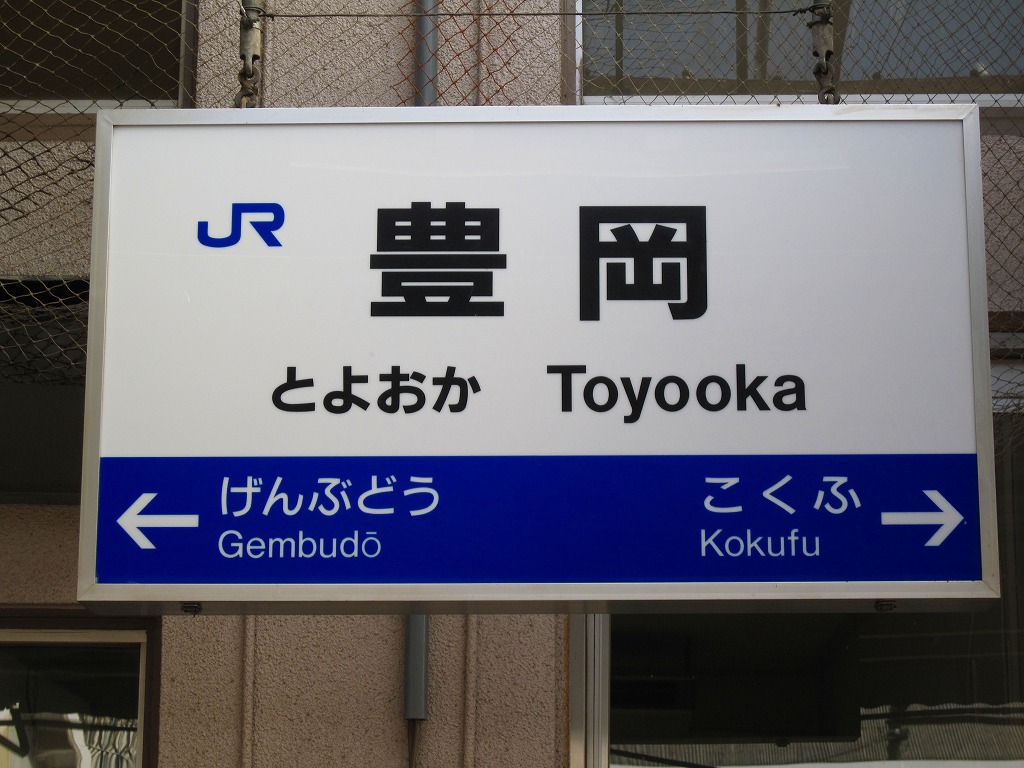 JR 豊岡
とよおか Toyooka
← げんぶどう こくふ →
Gembudō Kokufu